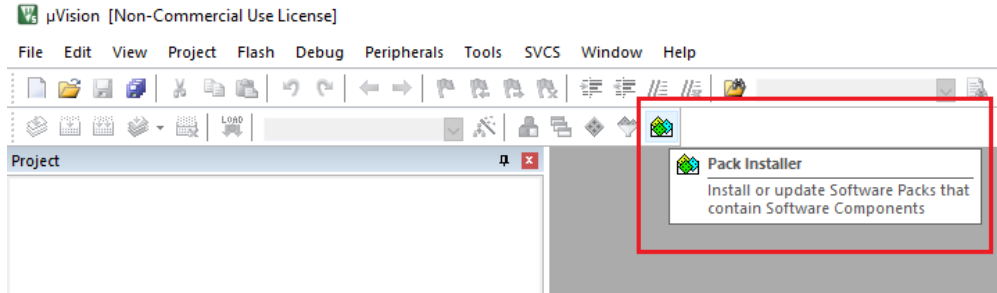 µVision [Non-Commercial Use License]
File Edit View Project Flash Debug Peripherals Tools SVCS Window Help
LOAD
Project
Pack Installer
Install or update Software Packs that
contain Software Components